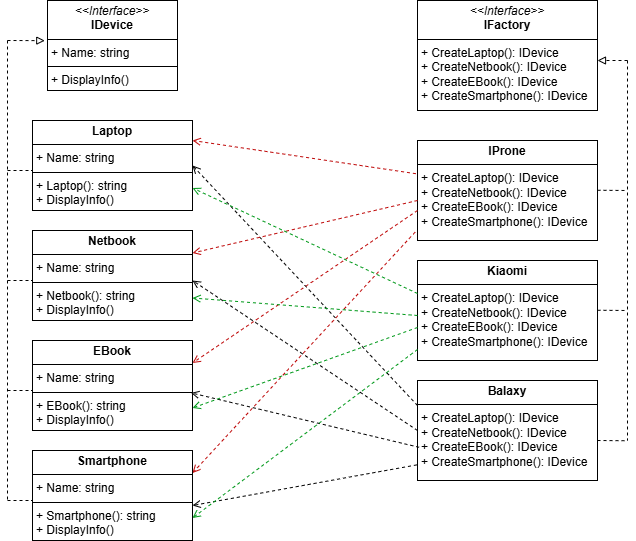 <<Interface>>
IDevice
+ Name: string
+ DisplayInfo()
<<Interface>>
IFactory
+ CreateLaptop(): IDevice
+ CreateNetbook(): IDevice
+ CreateEBook(): IDevice
+ CreateSmartphone(): IDevice
Laptop
+ Name: string
+ Laptop(): string
+ DisplayInfo()
Netbook
+ Name: string
+ Netbook(): string
+ DisplayInfo()
EBook
+ Name: string
+ EBook(): string
+ DisplayInfo()
Smartphone
+ Name: string
+ Smartphone(): string
+ DisplayInfo()
IProne
+ CreateLaptop(): IDevice
+ CreateNetbook(): IDevice
+ CreateEBook(): IDevice
+ CreateSmartphone(): IDevice
Kiaomi
+ CreateLaptop(): IDevice
+ CreateNetbook(): IDevice
+ CreateEBook(): IDevice
+ CreateSmartphone(): IDevice
Balaxy
+ CreateLaptop(): IDevice
+ CreateNetbook(): IDevice
+ CreateEBook(): IDevice
+ CreateSmartphone(): IDevice